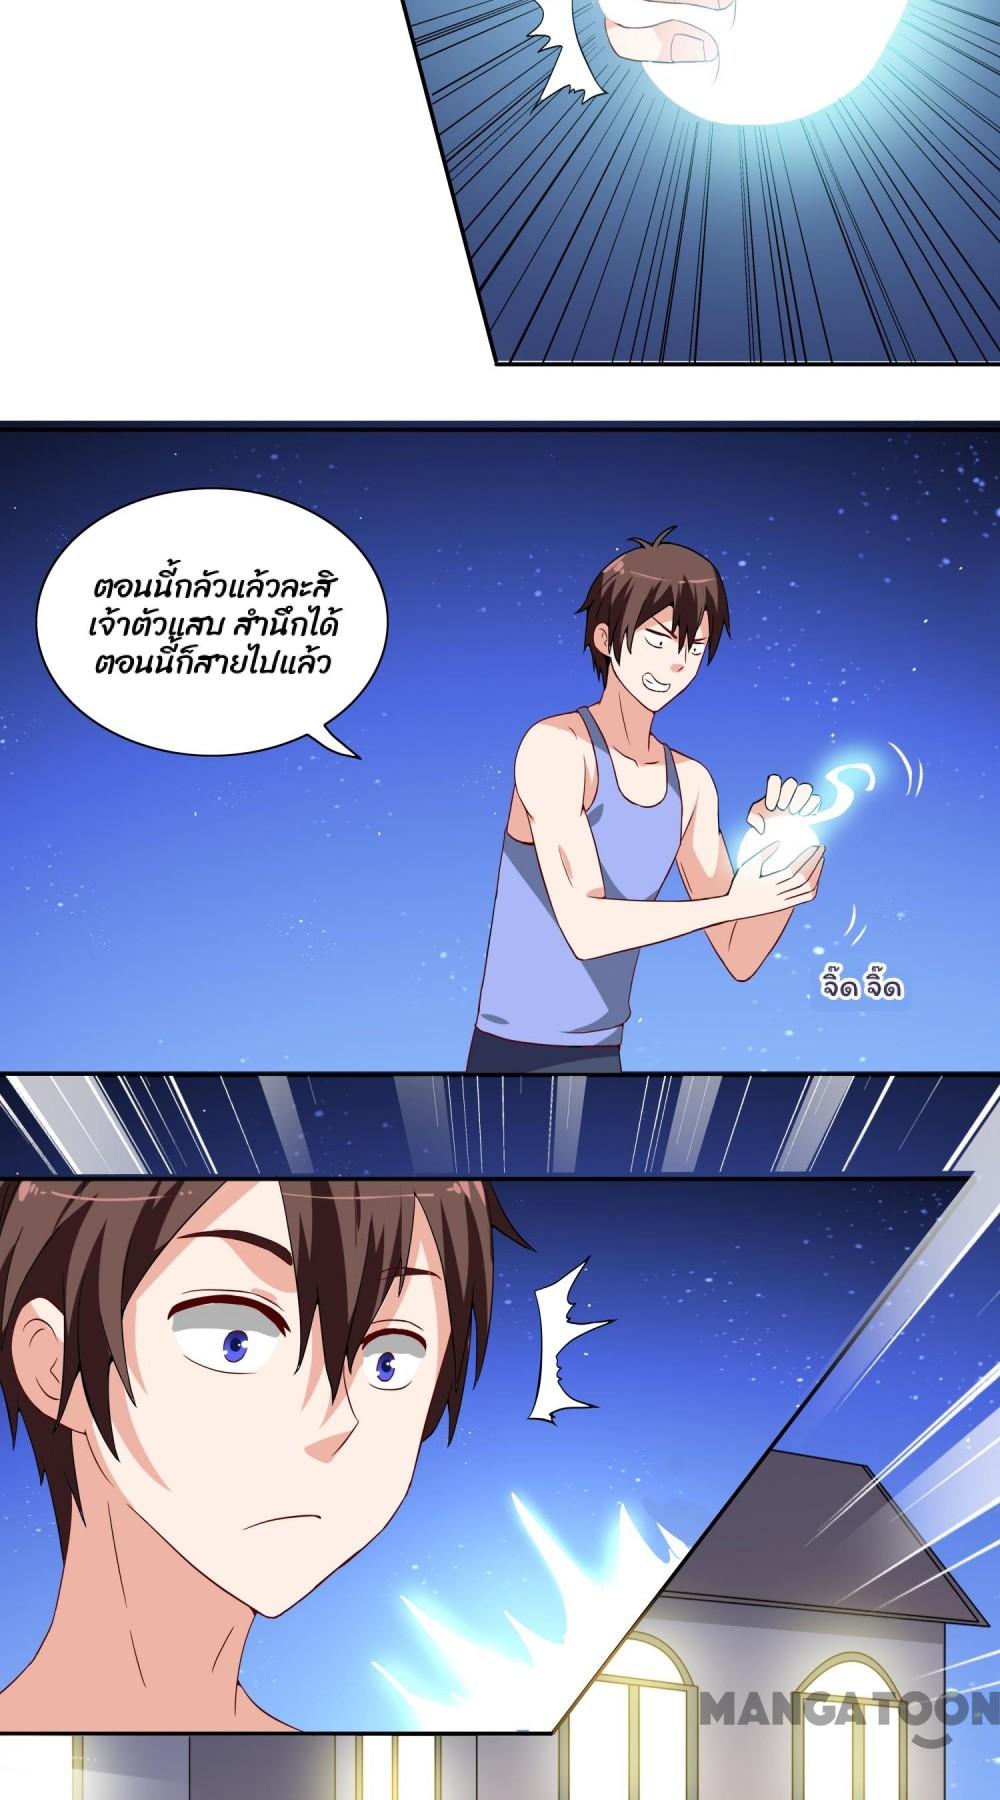 ตอนนี้กลัวแล้วละสิ
เจ้าตัวแสบ สำนึกได้
ตอนนี้ก็สายไปแล้ว
จี๊ด จี๊ด
MANGATOON